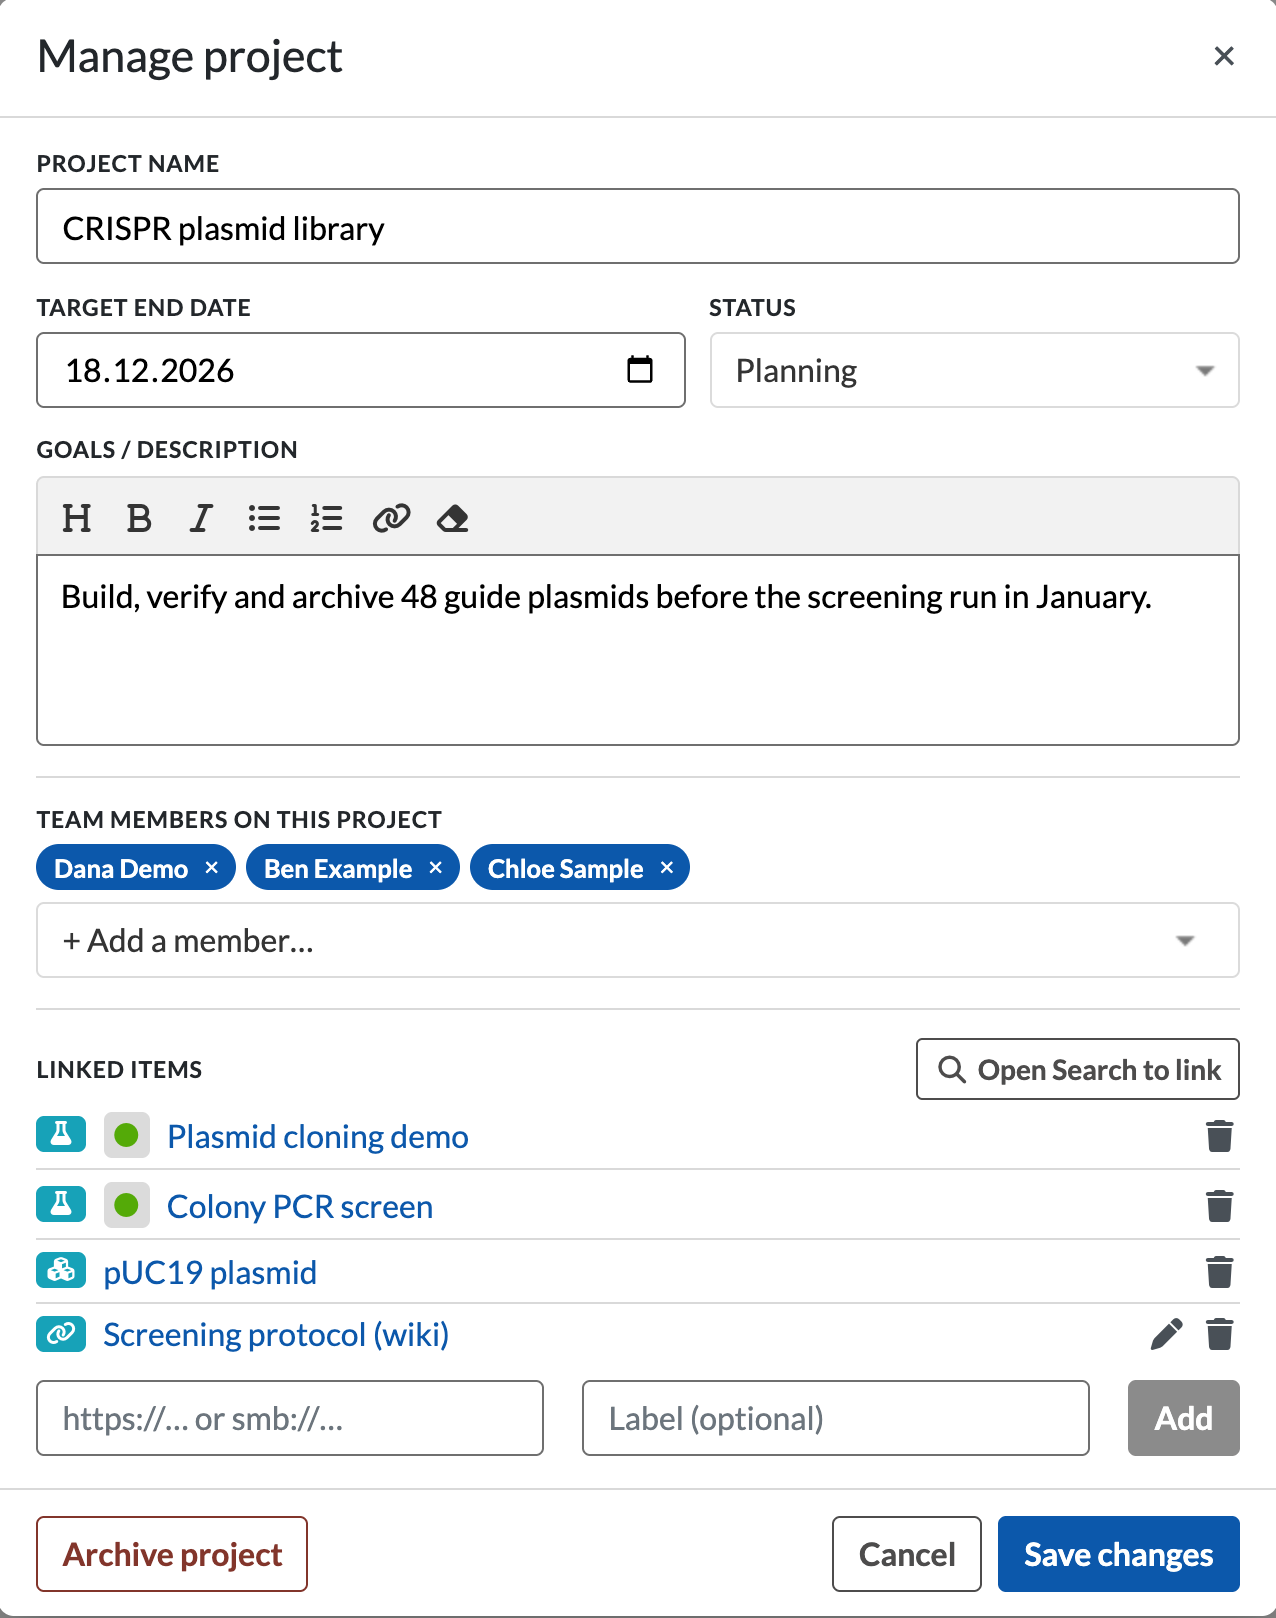 Manage project
PROJECT NAME
CRISPR plasmid library
TARGET END DATE
STATUS
18.12.2026
Planning
GOALS / DESCRIPTION
H B I
Build, verify and archive 48 guide plasmids before the screening run in January.
TEAM MEMBERS ON THIS PROJECT
Dana Demo × Ben Example × Chloe Sample ×
+ Add a member...
LINKED ITEMS
Open Search to link
Plasmid cloning demo
Colony PCR screen
pUC19 plasmid
Screening protocol (wiki)
https://... or smb://...
Label (optional)
Add
Archive project
Cancel
Save changes